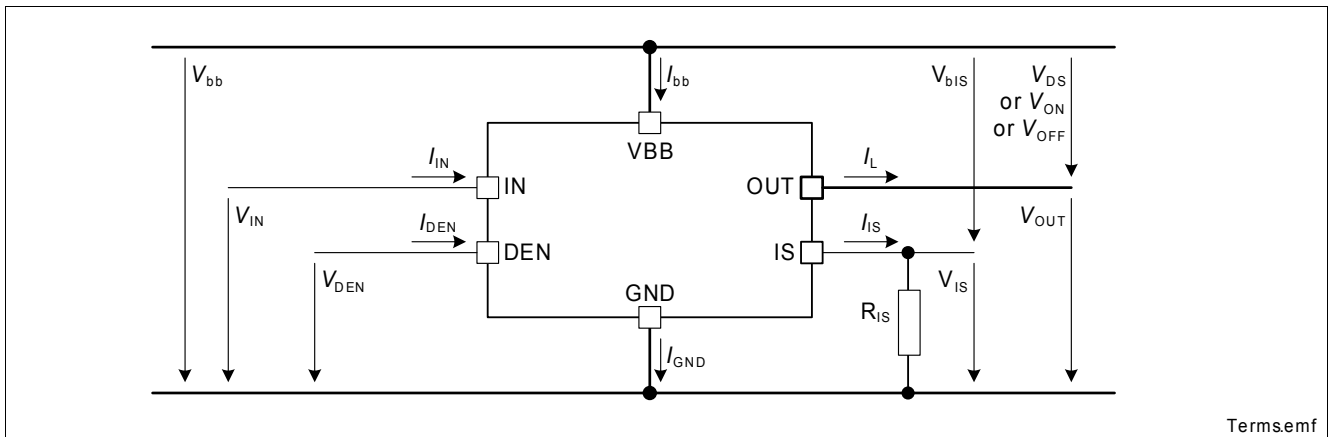 Vbb
Ibb
VbIS
VDS
or VON
or VOFF
VBB
IIN
IN
OUT
IL
VIN
IDEN
DEN
IS
IIS
VOUT
VDEN
GND
VIS
RIS
IGND
Terms.emf